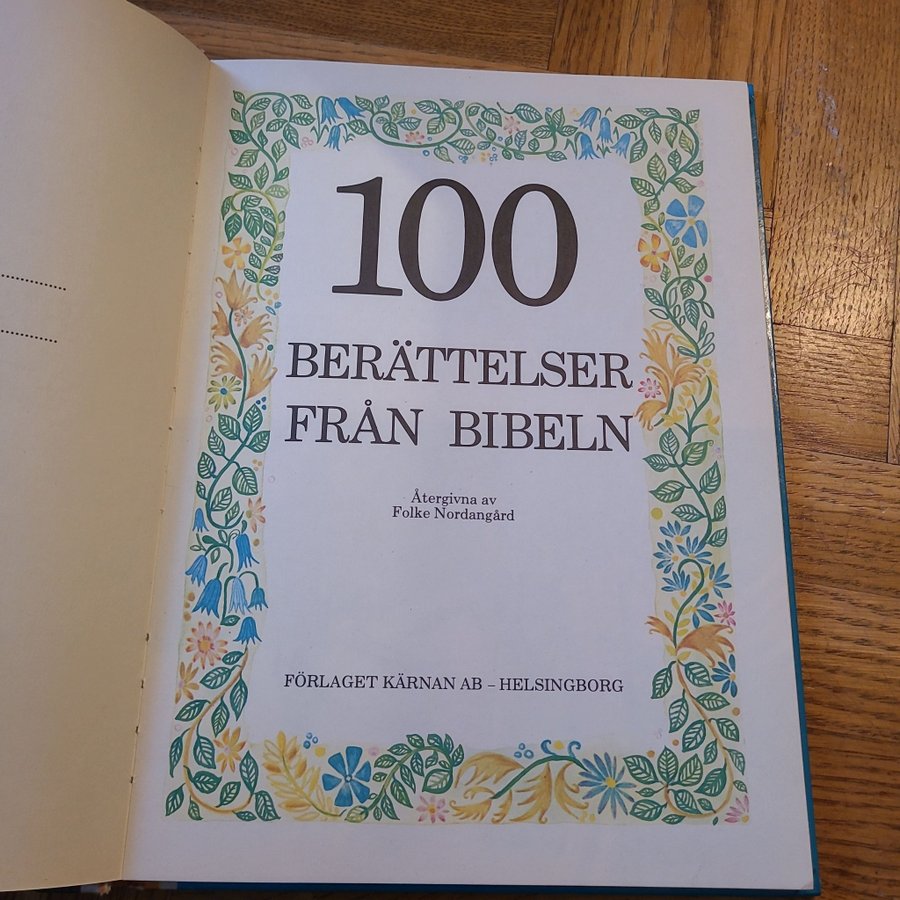 100
BERÄTTELSER
FRÅN BIBELN
Återgivna av
Folke Nordangård
FÖRLAGET KÄRNAN AB – HELSINGBORG